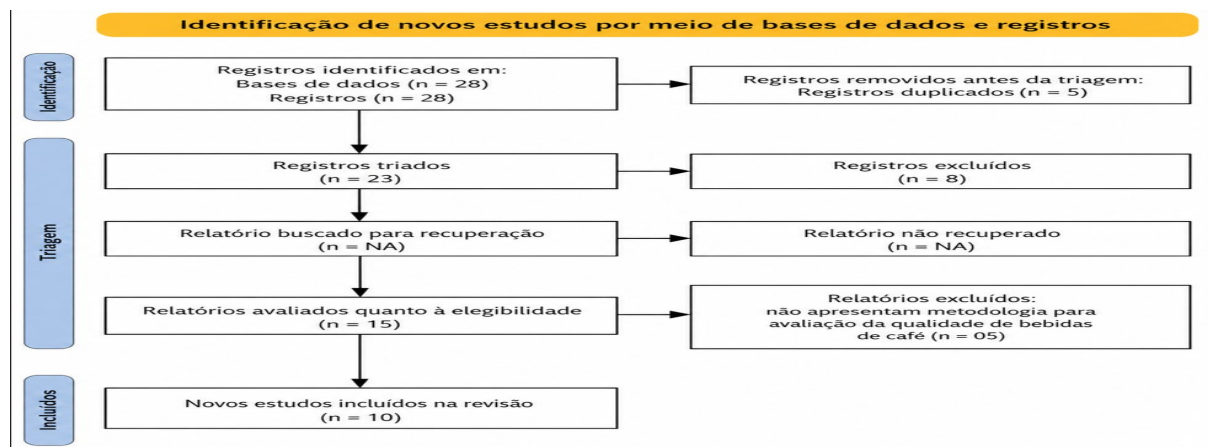 Identificação de novos estudos por meio de bases de dados e registros
Identificação
Registros identificados em:
Bases de dados (n = 28)
Registros (n = 28)
Registros removidos antes da triagem:
Registros duplicados (n = 5)
Triagem
Registros triados
(n = 23)
Registros excluídos
(n = 8)
Relatório buscado para recuperação
(n = NA)
Relatório não recuperado
(n = NA)
Relatórios avaliados quanto à elegibilidade
(n = 15)
Relatórios excluídos:
não apresentam metodologia para
avaliação da qualidade de bebidas
de café (n = 05)
Incluídos
Novos estudos incluídos na revisão
(n = 10)